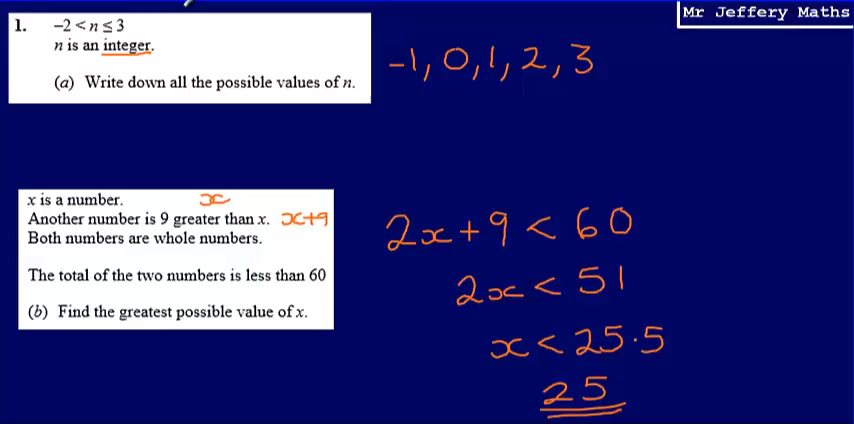 Mr Jeffery Maths
1. −2 < n ≤ 3
n is an integer.
(a) Write down all the possible values of n.
−1, 0, 1, 2, 3
x is a number. x
Another number is 9 greater than x. x+9
Both numbers are whole numbers.
The total of the two numbers is less than 60
(b) Find the greatest possible value of x.
2x + 9 < 60
2x < 51
x < 25.5
25